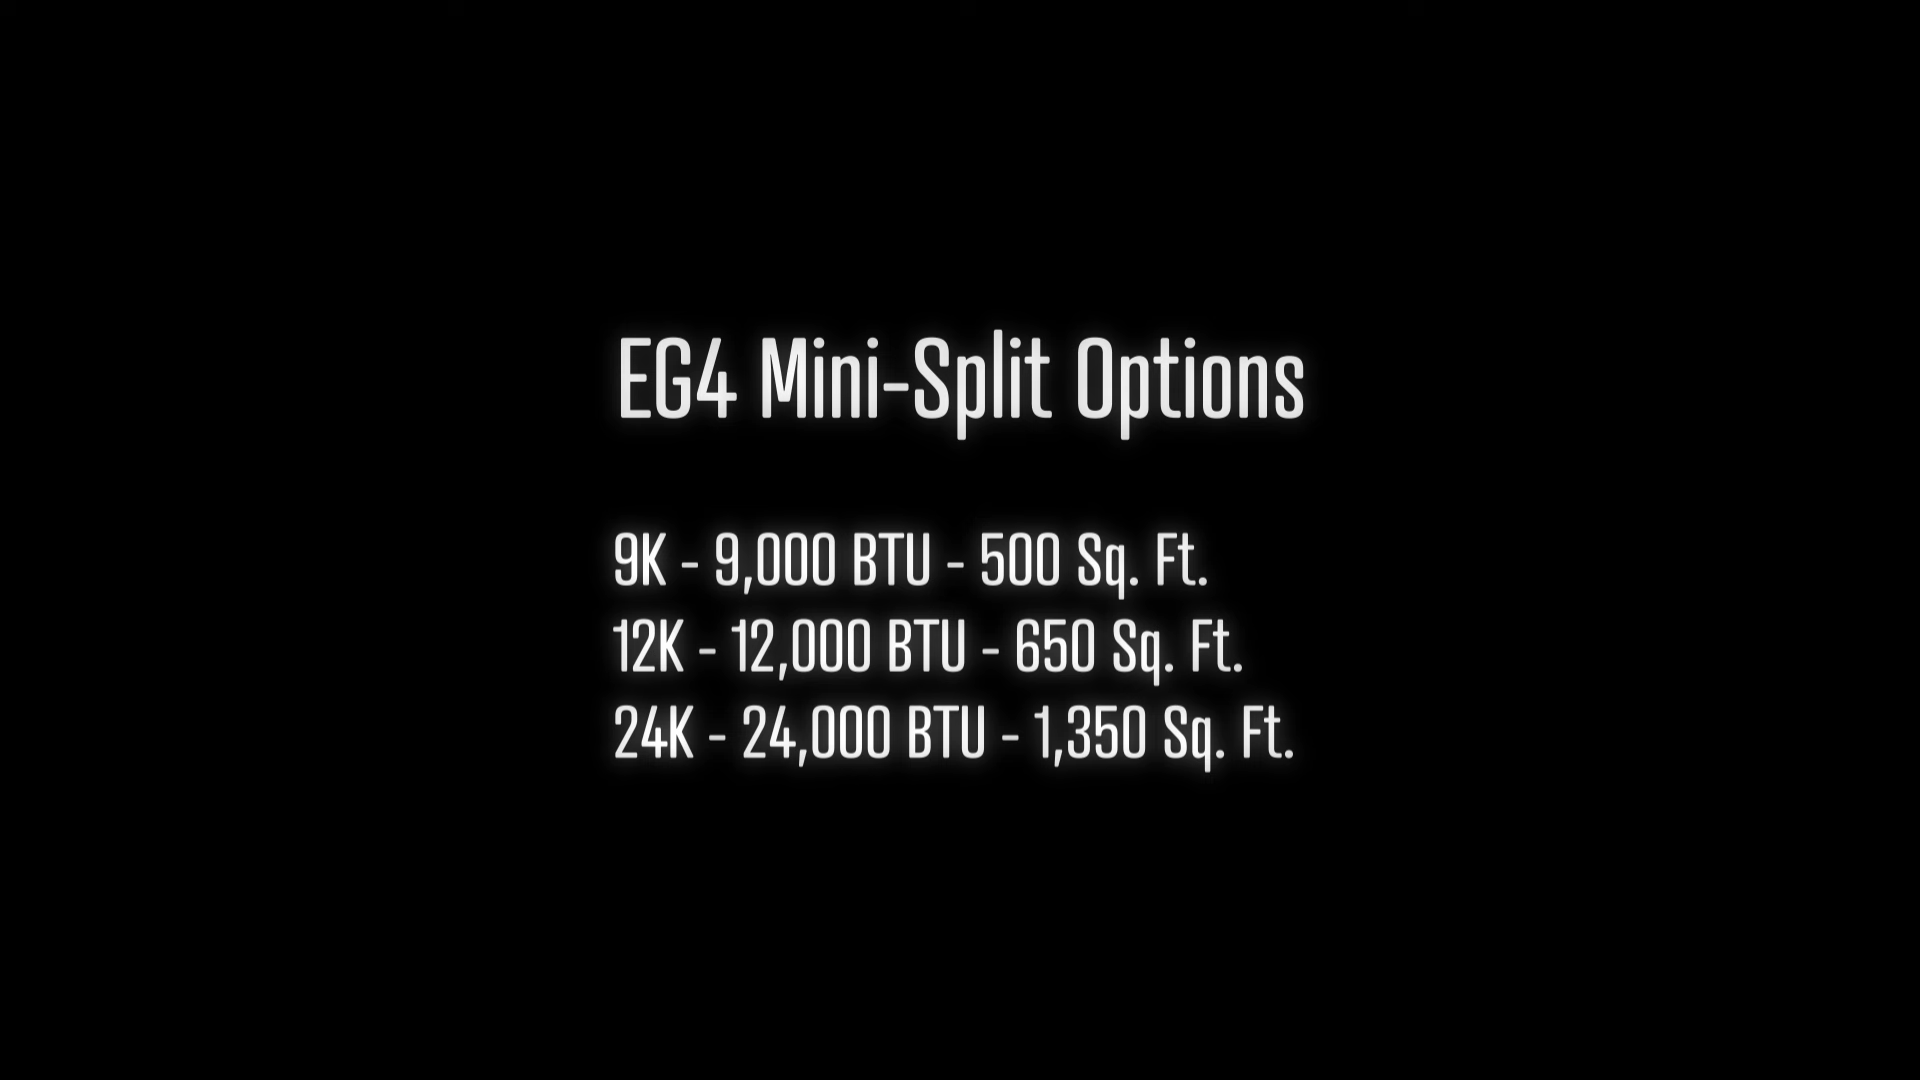 EG4 Mini-Split Options
9K - 9,000 BTU - 500 Sq. Ft.
12K - 12,000 BTU - 650 Sq. Ft.
24K - 24,000 BTU - 1,350 Sq. Ft.